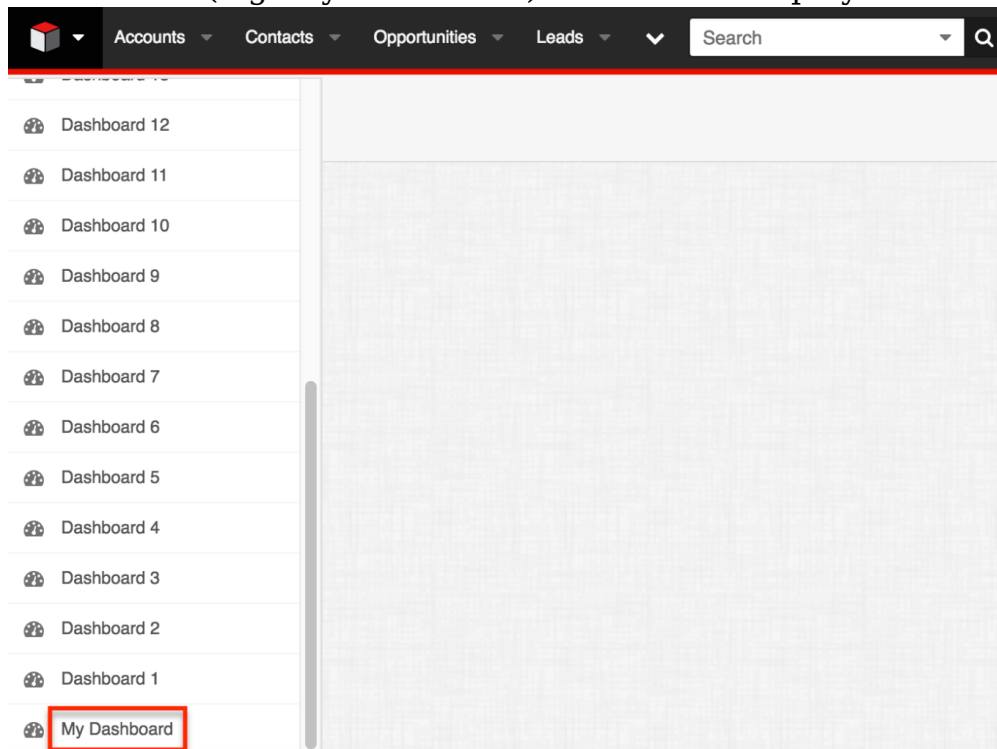 Accounts Contacts Opportunities Leads Search
Dashboard 12
Dashboard 11
Dashboard 10
Dashboard 9
Dashboard 8
Dashboard 7
Dashboard 6
Dashboard 5
Dashboard 4
Dashboard 3
Dashboard 2
Dashboard 1
My Dashboard